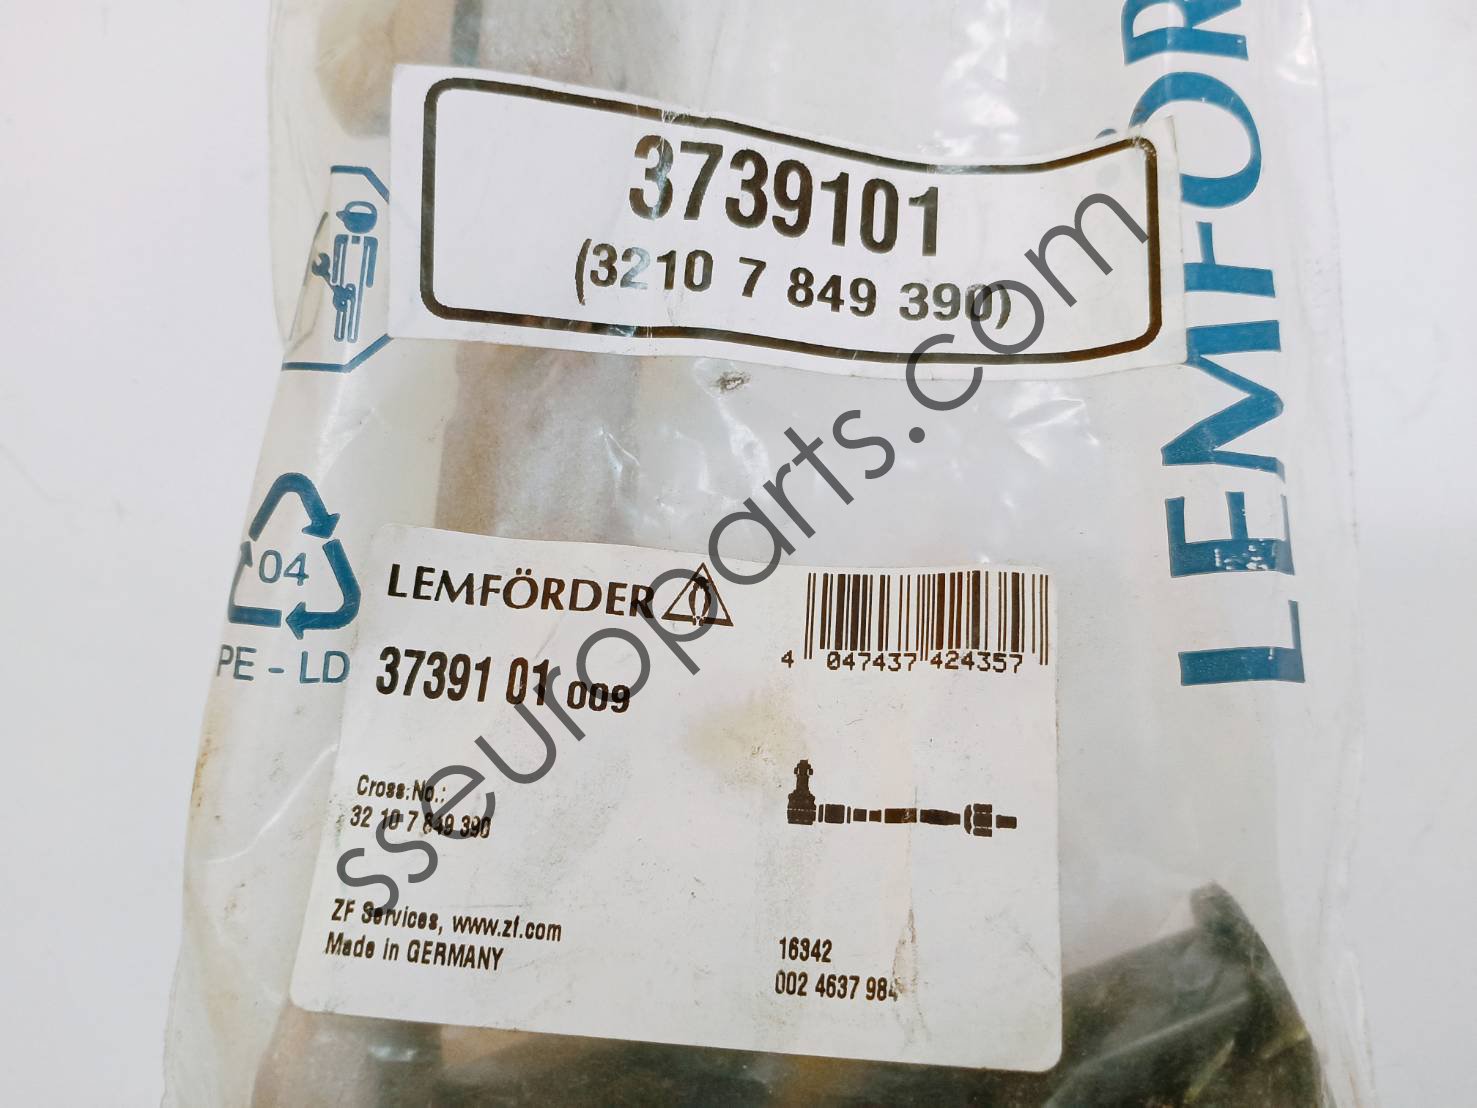 3739101
(3210 7 849 390)
LEMFÖR
04
PE - LD
LEMFÖRDER
37391 01 009
4 047437 424357
Cross.No.:
32 10 7 849 390
ZF Services, www.zf.com
Made in GERMANY
16342
002 4637 984
sseuroparts.com